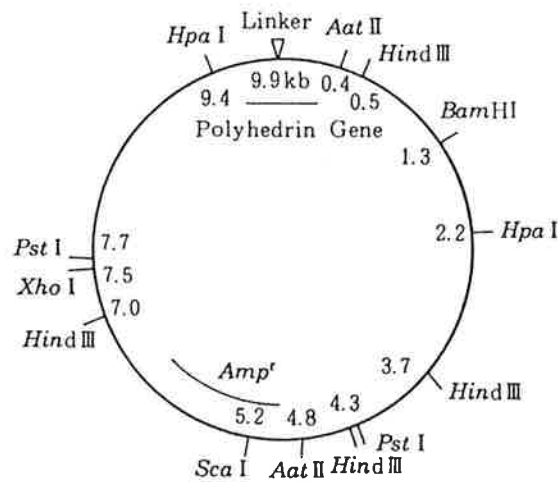 Linker
Hpa I
Aat II
Hind III
9.9 kb
9.4
0.4
0.5
Polyhedrin Gene
BamHI
1.3
2.2
Hpa I
7.7
Pst I
7.5
Xho I
7.0
Hind III
3.7
Hind III
Ampʳ
4.3
5.2
4.8
Pst I
Sca I
Aat II
Hind III